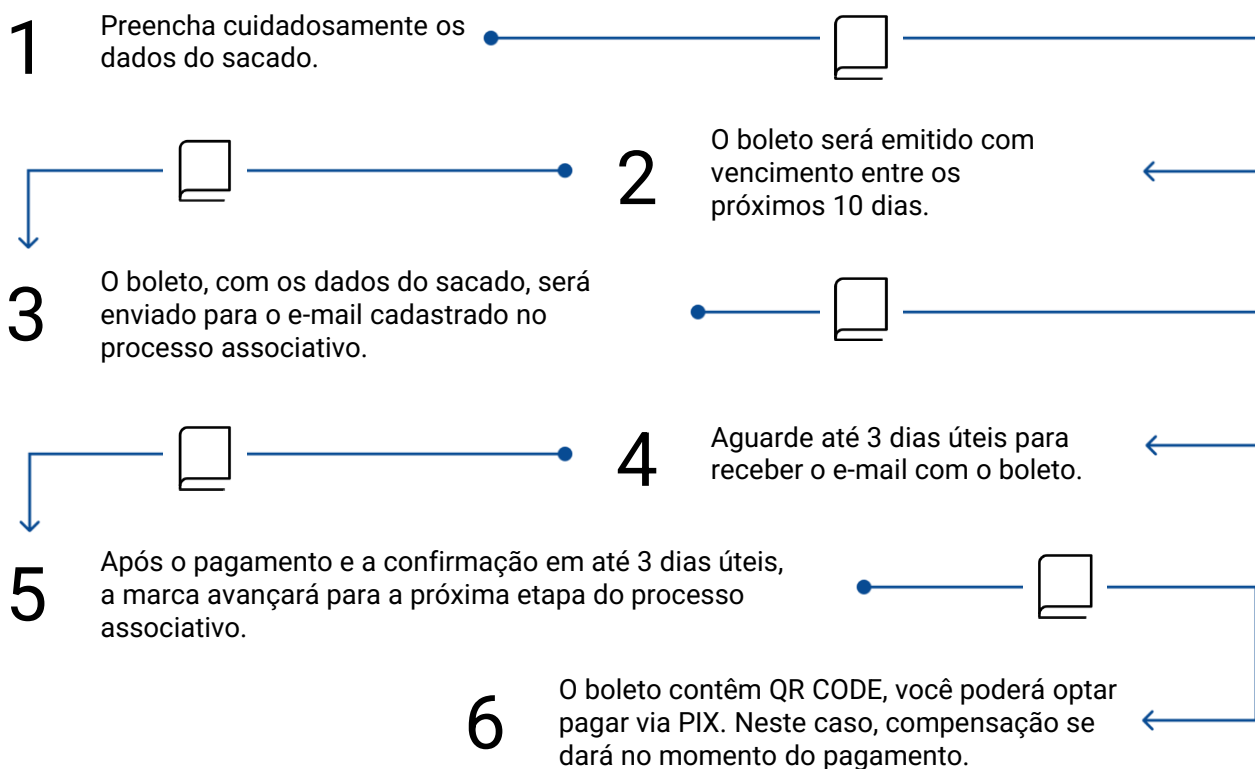 1
Preencha cuidadosamente os
dados do sacado.
2
O boleto será emitido com
vencimento entre os
próximos 10 dias.
3
O boleto, com os dados do sacado, será
enviado para o e-mail cadastrado no
processo associativo.
4
Aguarde até 3 dias úteis para
receber o e-mail com o boleto.
5
Após o pagamento e a confirmação em até 3 dias úteis,
a marca avançará para a próxima etapa do processo
associativo.
6
O boleto contêm QR CODE, você poderá optar
pagar via PIX. Neste caso, compensação se
dará no momento do pagamento.